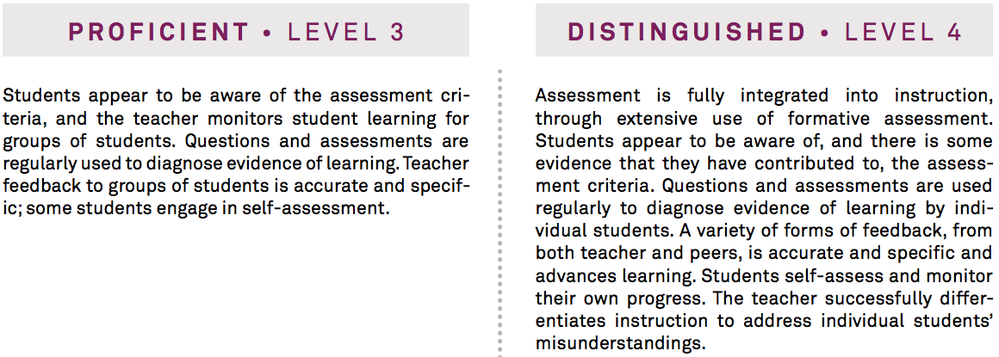 PROFICIENT • LEVEL 3
Students appear to be aware of the assessment cri-
teria, and the teacher monitors student learning for
groups of students. Questions and assessments are
regularly used to diagnose evidence of learning. Teacher
feedback to groups of students is accurate and specif-
ic; some students engage in self-assessment.
DISTINGUISHED • LEVEL 4
Assessment is fully integrated into instruction,
through extensive use of formative assessment.
Students appear to be aware of, and there is some
evidence that they have contributed to, the assess-
ment criteria. Questions and assessments are used
regularly to diagnose evidence of learning by indi-
vidual students. A variety of forms of feedback, from
both teacher and peers, is accurate and specific and
advances learning. Students self-assess and monitor
their own progress. The teacher successfully differ-
entiates instruction to address individual students’
misunderstandings.